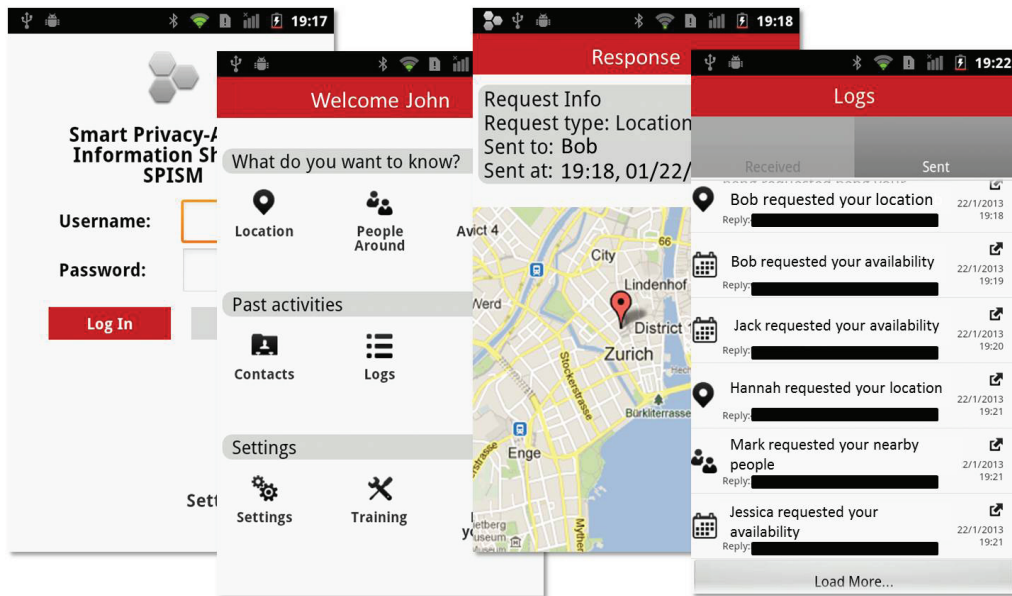 19:17
Smart Privacy-A
Information Sh
SPISM
Username:
Password:
Log In
Sett
Welcome John
What do you want to know?
Location
People
Around
Avict 4
Past activities
Contacts
Logs
Settings
Settings
Training
19:18
Response
Request Info
Request type: Location
Sent to: Bob
Sent at: 19:18, 01/22/
66
City
Lindenhof
Werd
District 1
Zurich
Stockerstrasse
Bürkliterrasse
Enge
Mythen
useum
19:22
Logs
Received
Sent
Bob requested your location
22/1/2013
19:18
Reply:
Bob requested your availability
22/1/2013
19:19
Reply:
Jack requested your availability
22/1/2013
19:20
Reply:
Hannah requested your location
22/1/2013
19:21
Reply:
Mark requested your nearby
people
2/1/2013
19:21
Reply:
Jessica requested your
availability
22/1/2013
19:21
Reply:
Load More...